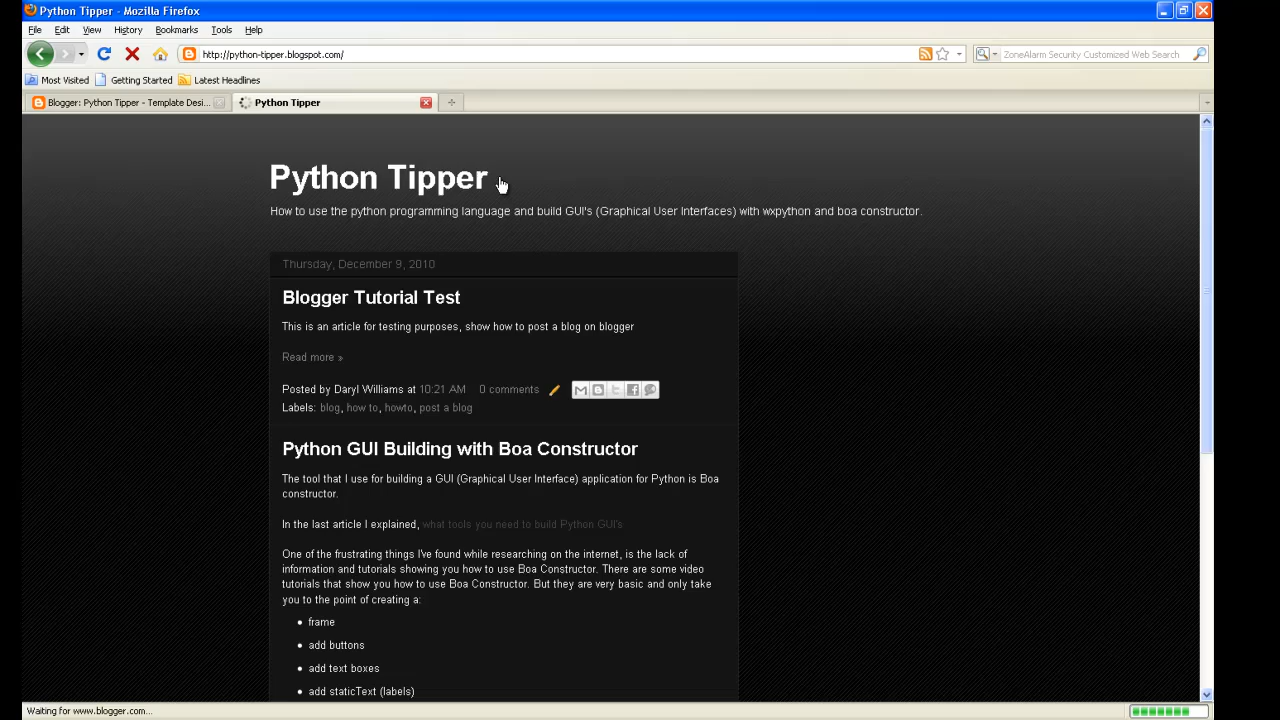 Python Tipper - Mozilla Firefox
File Edit View History Bookmarks Tools Help
http://python-tipper.blogspot.com/ ZoneAlarm Security Customized Web Search
Most Visited Getting Started Latest Headlines
Blogger: Python Tipper - Template Desi... Python Tipper
Python Tipper
How to use the python programming language and build GUI's (Graphical User Interfaces) with wxpython and boa constructor.
Thursday, December 9, 2010
Blogger Tutorial Test
This is an article for testing purposes, show how to post a blog on blogger
Read more »
Posted by Daryl Williams at 10:21 AM 0 comments
Labels: blog, how to, howto, post a blog
Python GUI Building with Boa Constructor
The tool that I use for building a GUI (Graphical User Interface) application for Python is Boa
constructor.
In the last article I explained, what tools you need to build Python GUI's
One of the frustrating things I've found while researching on the internet, is the lack of
information and tutorials showing you how to use Boa Constructor. There are some video
tutorials that show you how to use Boa Constructor. But they are very basic and only take
you to the point of creating a:
• frame
• add buttons
• add text boxes
• add staticText (labels)
Waiting for www.blogger.com...